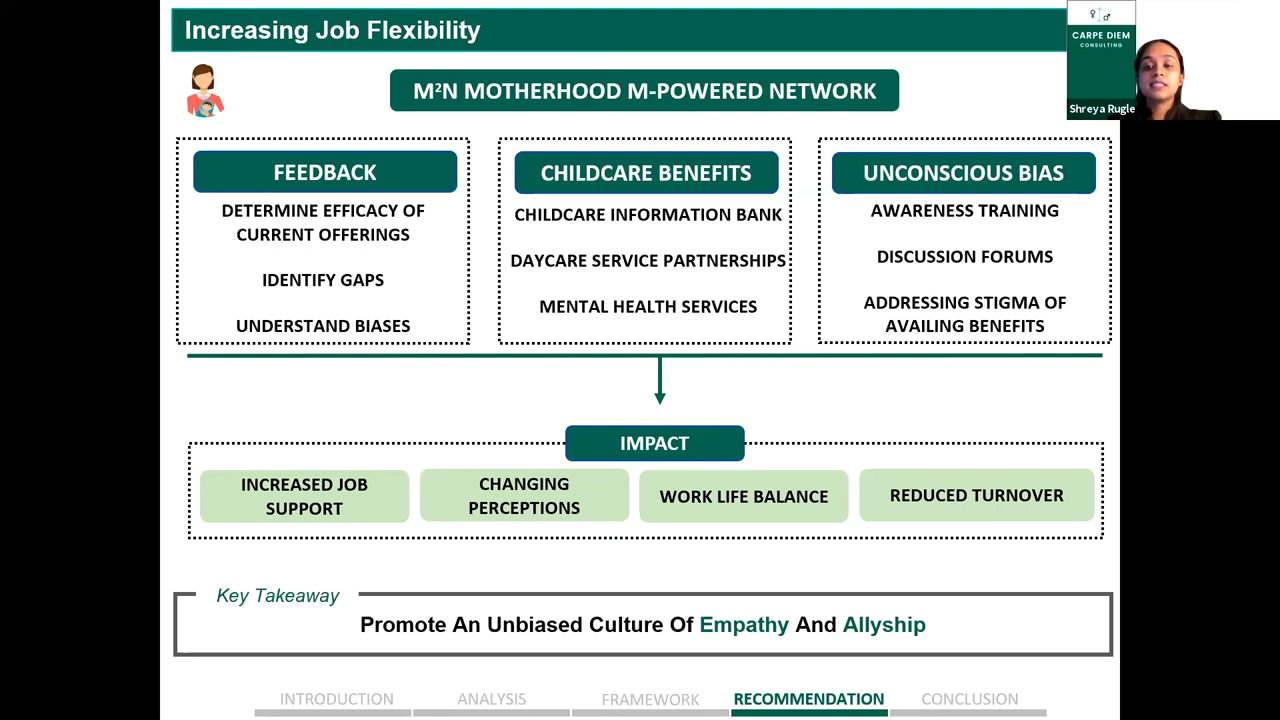 Increasing Job Flexibility
CARPE DIEM
CONSULTING
Shreya Rugle
M²N MOTHERHOOD M-POWERED NETWORK
FEEDBACK
DETERMINE EFFICACY OF
CURRENT OFFERINGS
IDENTIFY GAPS
UNDERSTAND BIASES
CHILDCARE BENEFITS
CHILDCARE INFORMATION BANK
DAYCARE SERVICE PARTNERSHIPS
MENTAL HEALTH SERVICES
UNCONSCIOUS BIAS
AWARENESS TRAINING
DISCUSSION FORUMS
ADDRESSING STIGMA OF
AVAILING BENEFITS
IMPACT
INCREASED JOB
SUPPORT
CHANGING
PERCEPTIONS
WORK LIFE BALANCE
REDUCED TURNOVER
Key Takeaway
Promote An Unbiased Culture Of Empathy And Allyship
INTRODUCTION
ANALYSIS
FRAMEWORK
RECOMMENDATION
CONCLUSION